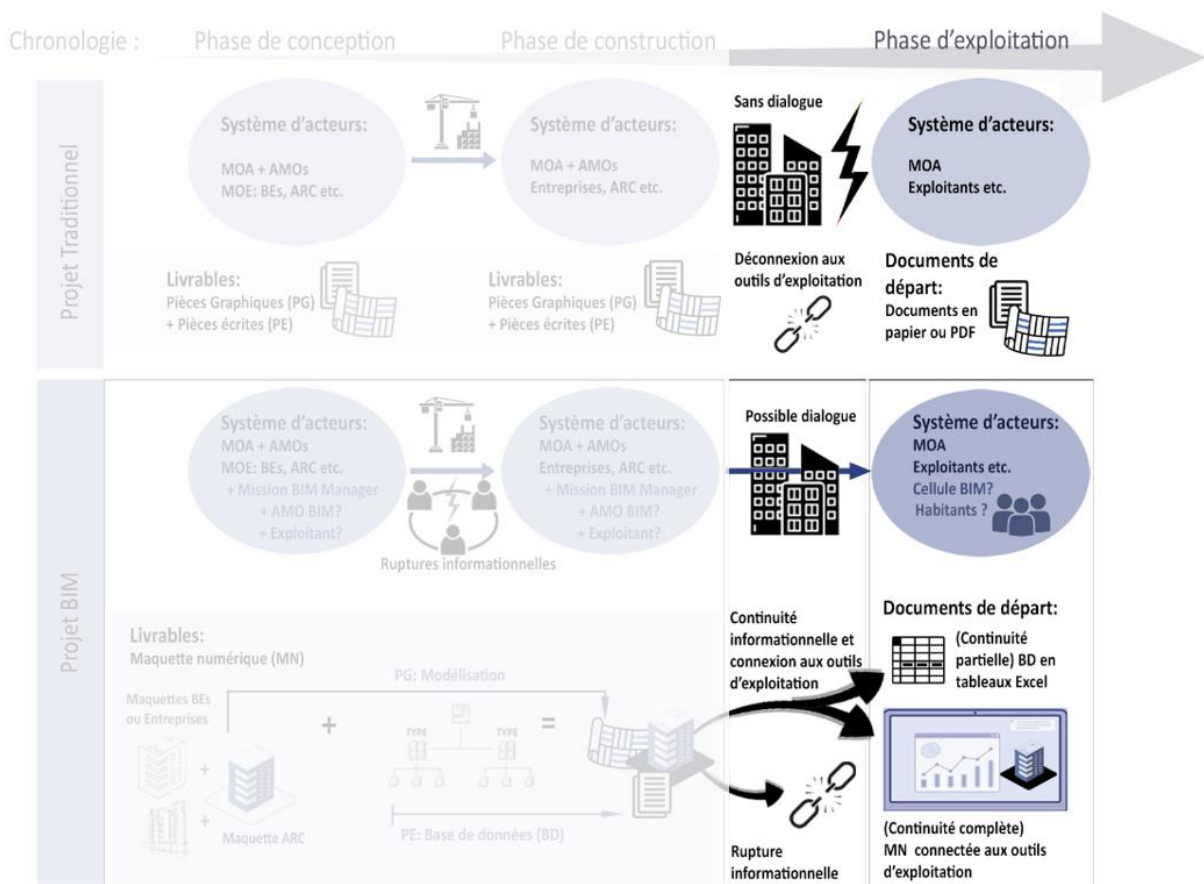 Chronologie :
Phase de conception
Phase de construction
Phase d'exploitation
Projet Traditionnel
Système d'acteurs:
MOA + AMOs
MOE: BEs, ARC etc.
Système d'acteurs:
MOA + AMOs
Entreprises, ARC etc.
Sans dialogue
Système d'acteurs:
MOA
Exploitants etc.
Livrables:
Pièces Graphiques (PG)
+ Pièces écrites (PE)
Livrables:
Pièces Graphiques (PG)
+ Pièces écrites (PE)
Déconnexion aux
outils d'exploitation
Documents de
départ:
Documents en
papier ou PDF
Projet BIM
Système d'acteurs:
MOA + AMOs
MOE: BEs, ARC etc.
+ Mission BIM Manager
+ AMO BIM?
+ Exploitant?
Ruptures informationnelles
Système d'acteurs:
MOA + AMOs
Entreprises, ARC etc.
+ Mission BIM Manager
+ AMO BIM?
+ Exploitant?
Possible dialogue
Système d'acteurs:
MOA
Exploitants etc.
Cellule BIM?
Habitants ?
Livrables:
Maquette numérique (MN)
Maquettes BEs
ou Entreprises
+
+
Maquette ARC
+
PG: Modélisation
TYPE
TYPE
=
PE: Base de données (BD)
Continuité
informationnelle et
connexion aux outils
d'exploitation
Rupture
informationnelle
Documents de départ:
(Continuité
partielle) BD en
tableaux Excel
(Continuité complète)
MN connectée aux outils
d'exploitation